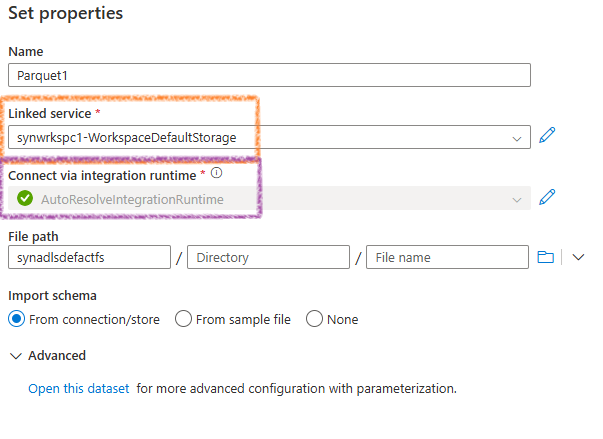 Set properties
Name
Parquet1
Linked service *
synwrkspc1-WorkspaceDefaultStorage
Connect via integration runtime *
AutoResolveIntegrationRuntime
File path
synadlsdefactfs / Directory / File name
Import schema
From connection/store From sample file None
Advanced
Open this dataset for more advanced configuration with parameterization.